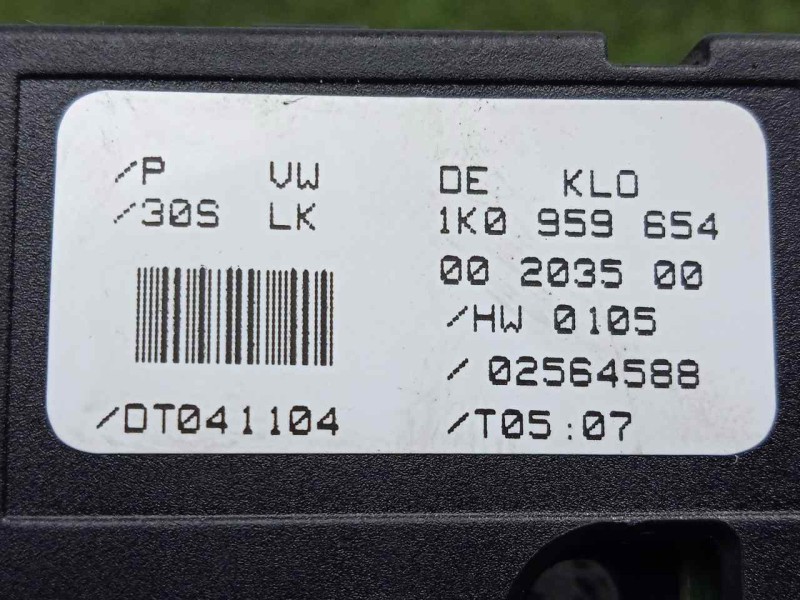 /P VW DE KLO
/30S LK 1K0 959 654
00 2035 00
/HW 0105
/ 02564588
/DT041104 /T05:07